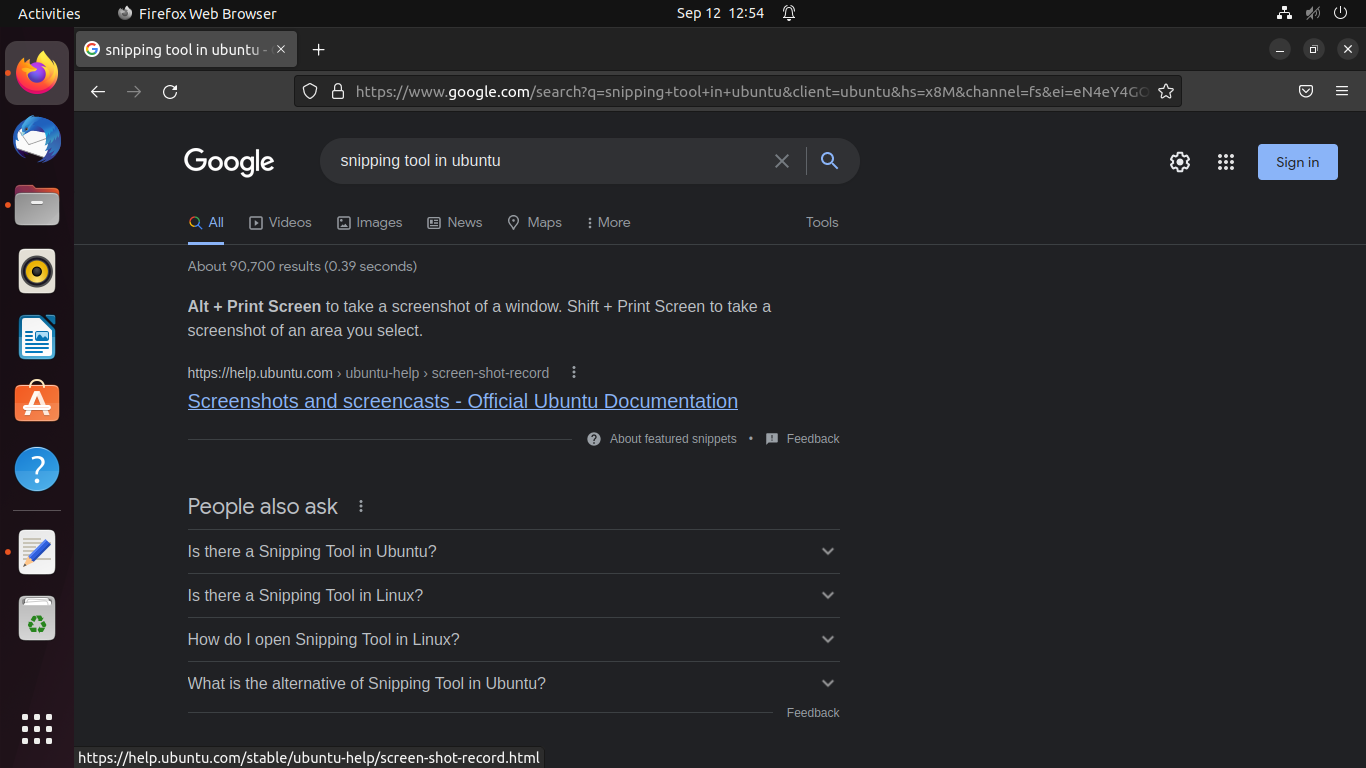 Activities
Firefox Web Browser
Sep 12 12:54
snipping tool in ubuntu -
https://www.google.com/search?q=snipping+tool+in+ubuntu&client=ubuntu&hs=x8M&channel=fs&ei=eN4eY4GO
Google
snipping tool in ubuntu
Sign in
All
Videos
Images
News
Maps
More
Tools
About 90,700 results (0.39 seconds)
Alt + Print Screen to take a screenshot of a window. Shift + Print Screen to take a
screenshot of an area you select.
https://help.ubuntu.com › ubuntu-help › screen-shot-record
Screenshots and screencasts - Official Ubuntu Documentation
About featured snippets • Feedback
People also ask
Is there a Snipping Tool in Ubuntu?
Is there a Snipping Tool in Linux?
How do I open Snipping Tool in Linux?
What is the alternative of Snipping Tool in Ubuntu?
Feedback
https://help.ubuntu.com/stable/ubuntu-help/screen-shot-record.html